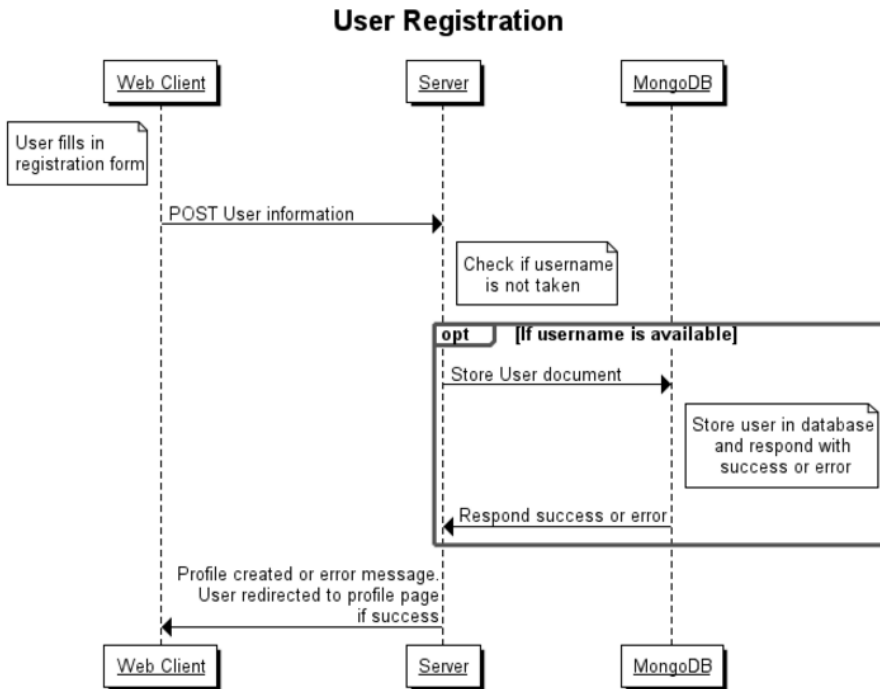 User Registration
Web Client
Server
MongoDB
User fills in
registration form
POST User information
Check if username
is not taken
opt
[If username is available]
Store User document
Store user in database
and respond with
success or error
Respond success or error
Profile created or error message.
User redirected to profile page
if success
Web Client
Server
MongoDB